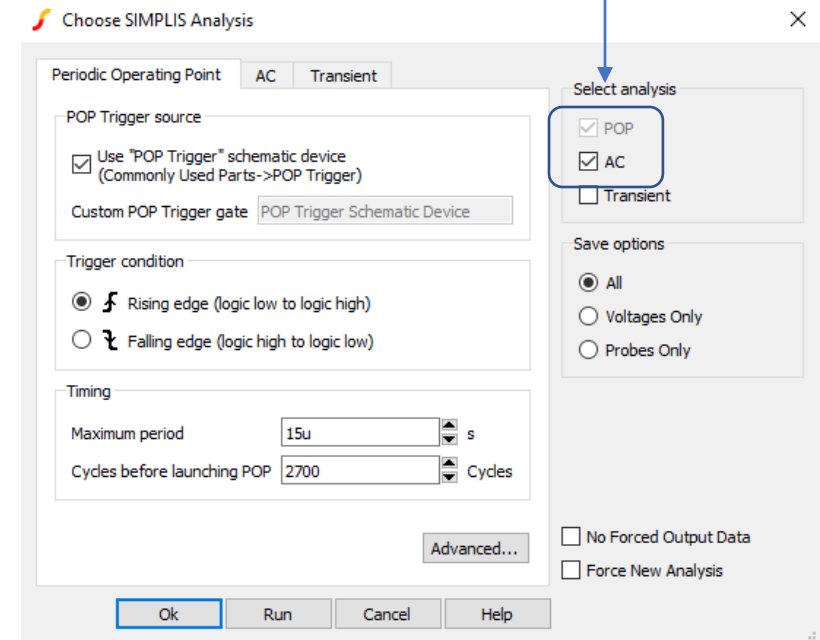 Choose SIMPLIS Analysis
Periodic Operating Point AC Transient
POP Trigger source
Use "POP Trigger" schematic device
(Commonly Used Parts->POP Trigger)
Custom POP Trigger gate POP Trigger Schematic Device
Trigger condition
Rising edge (logic low to logic high)
Falling edge (logic high to logic low)
Timing
Maximum period 15u s
Cycles before launching POP 2700 Cycles
Advanced...
Select analysis
POP
AC
Transient
Save options
All
Voltages Only
Probes Only
No Forced Output Data
Force New Analysis
Ok Run Cancel Help